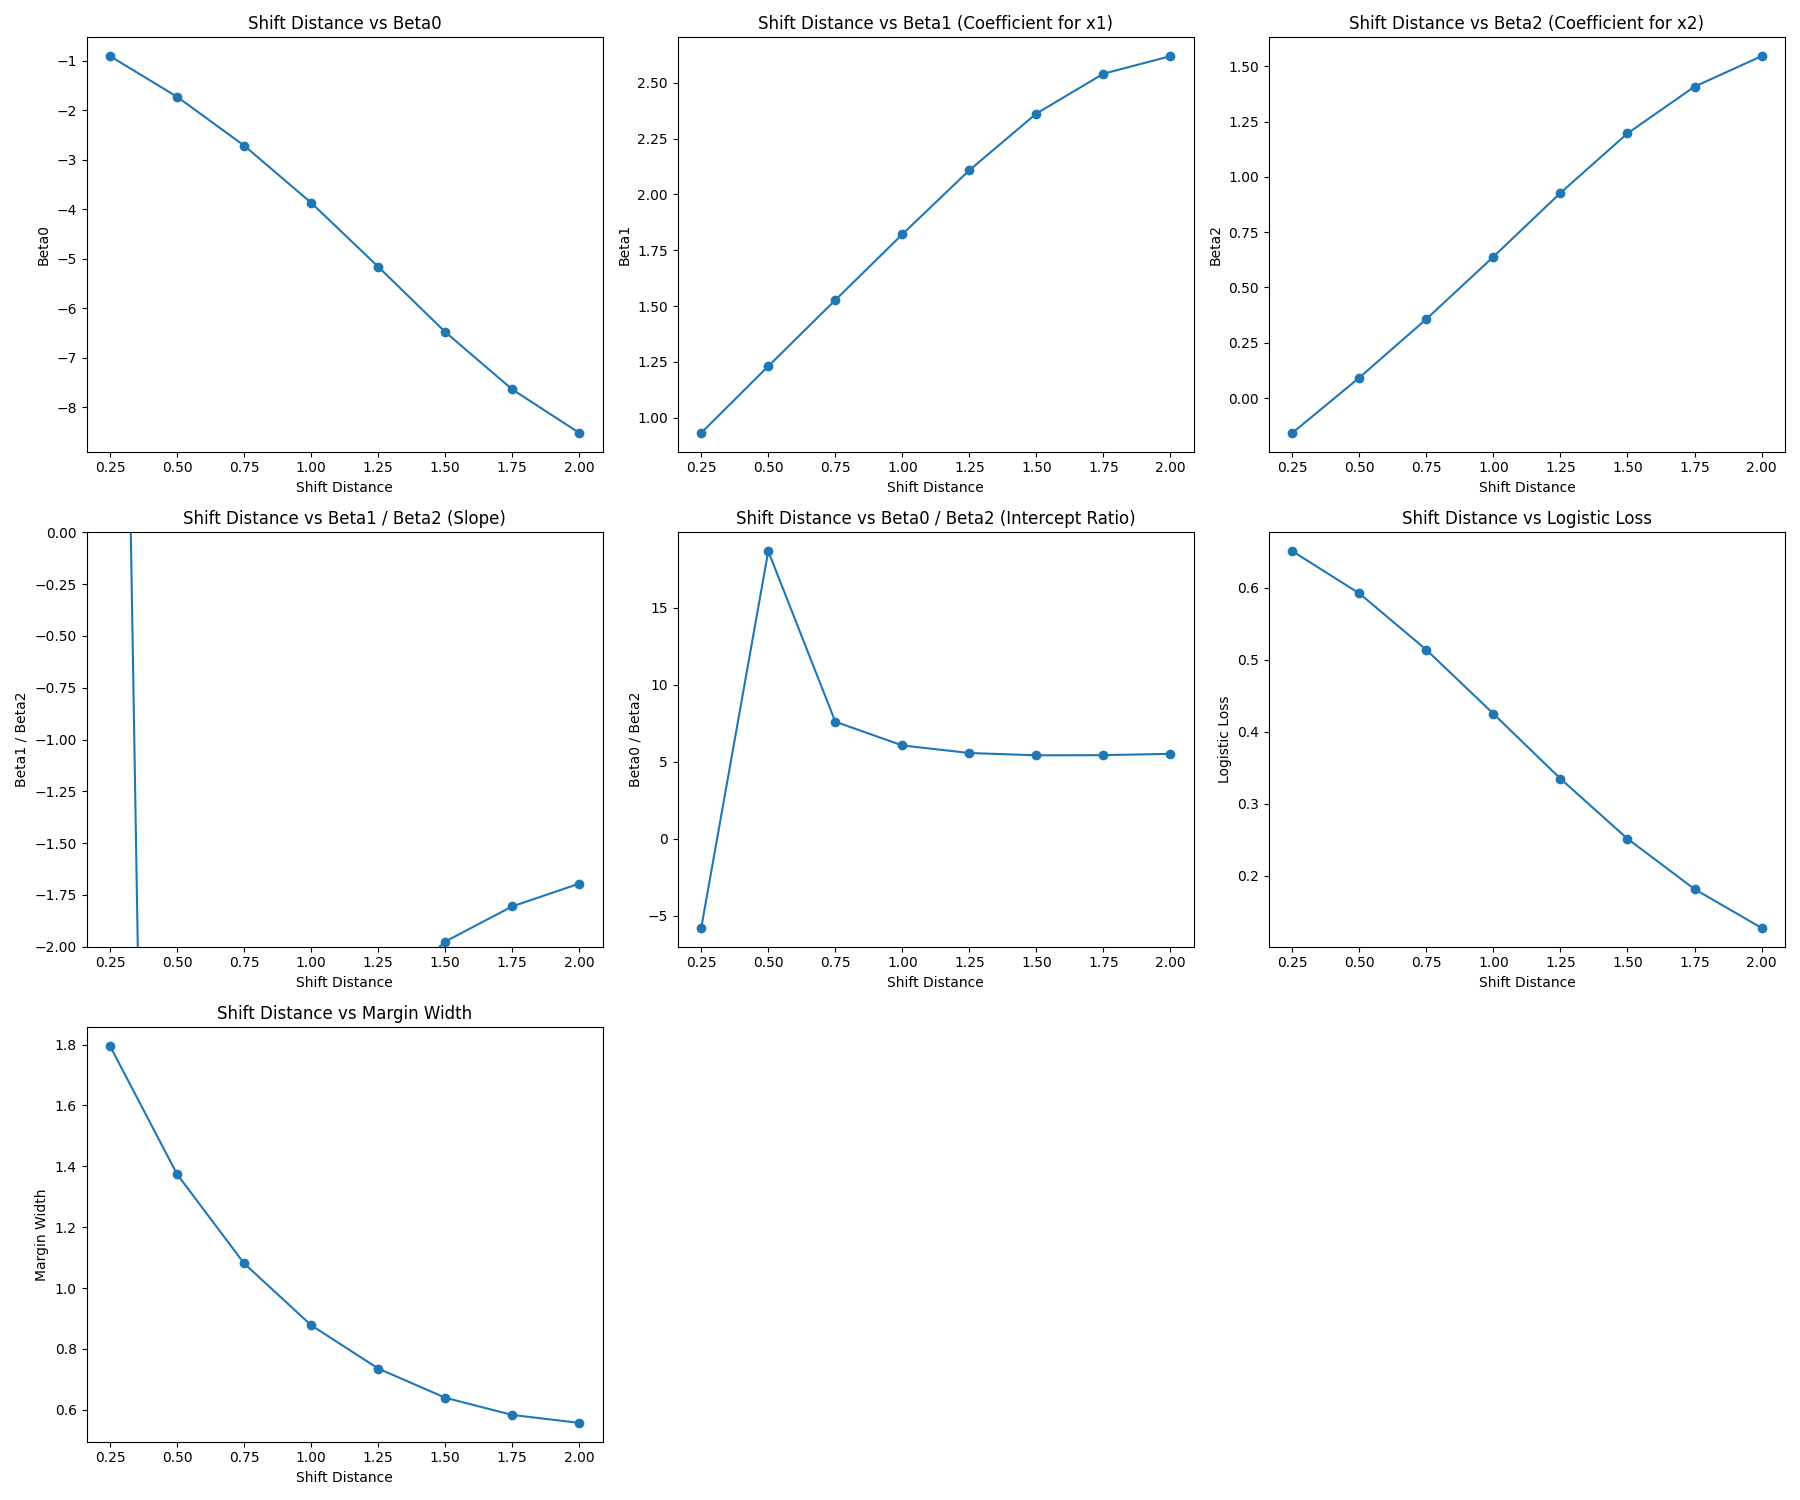 Shift Distance vs Beta0
−1
−2
−3
−4
−5
−6
−7
−8
Beta0
0.25 0.50 0.75 1.00 1.25 1.50 1.75 2.00
Shift Distance
Shift Distance vs Beta1 (Coefficient for x1)
2.50
2.25
2.00
1.75
1.50
1.25
1.00
Beta1
0.25 0.50 0.75 1.00 1.25 1.50 1.75 2.00
Shift Distance
Shift Distance vs Beta2 (Coefficient for x2)
1.50
1.25
1.00
0.75
0.50
0.25
0.00
Beta2
0.25 0.50 0.75 1.00 1.25 1.50 1.75 2.00
Shift Distance
Shift Distance vs Beta1 / Beta2 (Slope)
0.00
−0.25
−0.50
−0.75
−1.00
−1.25
−1.50
−1.75
−2.00
Beta1 / Beta2
0.25 0.50 0.75 1.00 1.25 1.50 1.75 2.00
Shift Distance
Shift Distance vs Beta0 / Beta2 (Intercept Ratio)
15
10
5
0
−5
Beta0 / Beta2
0.25 0.50 0.75 1.00 1.25 1.50 1.75 2.00
Shift Distance
Shift Distance vs Logistic Loss
0.6
0.5
0.4
0.3
0.2
Logistic Loss
0.25 0.50 0.75 1.00 1.25 1.50 1.75 2.00
Shift Distance
Shift Distance vs Margin Width
1.8
1.6
1.4
1.2
1.0
0.8
0.6
Margin Width
0.25 0.50 0.75 1.00 1.25 1.50 1.75 2.00
Shift Distance